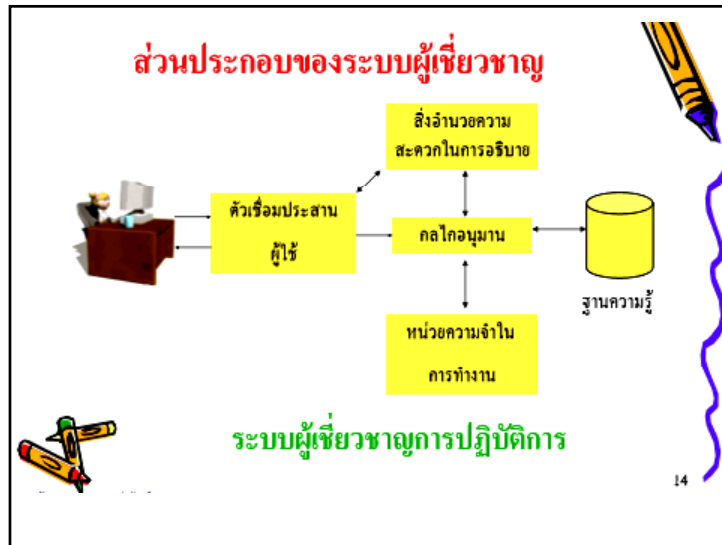 ส่วนประกอบของระบบผู้เชี่ยวชาญ
สิ่งอำนวยความ
สะดวกในการอธิบาย
ตัวเชื่อมประสาน
ผู้ใช้
กลไกอนุมาน
ฐานความรู้
หน่วยความจำใน
การทำงาน
ระบบผู้เชี่ยวชาญการปฏิบัติการ
14